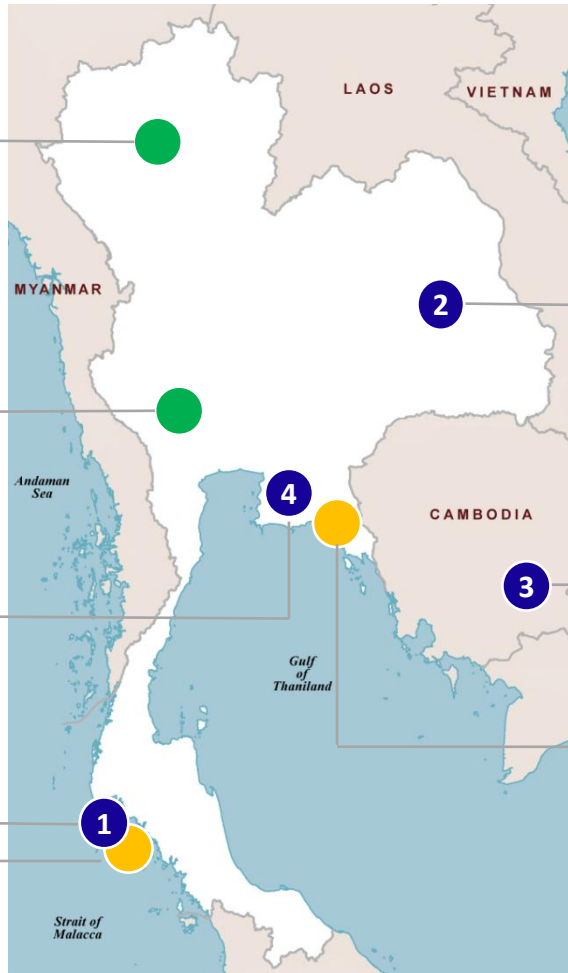 LAOS
VIETNAM
MYANMAR
2
Andaman
Sea
4
CAMBODIA
3
Gulf
of
Thaniland
1
Strait of
Malacca